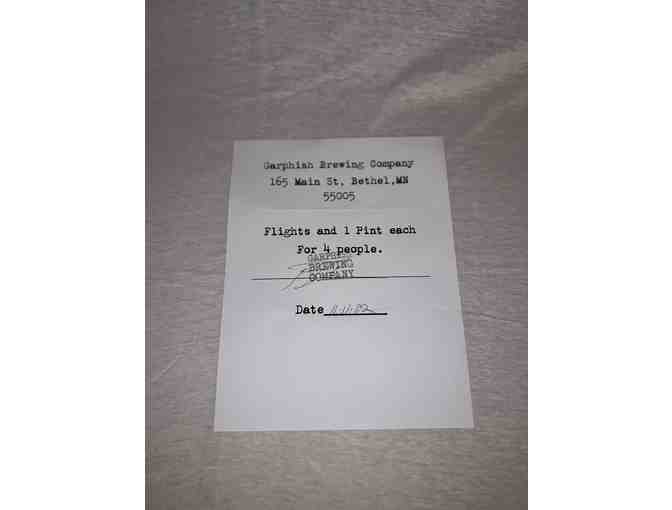 Garphish Brewing Company
165 Main St, Bethel,MN
55005
Flights and 1 Pint each
For 4 people.
GARPHISH
BREWING
COMPANY
Date